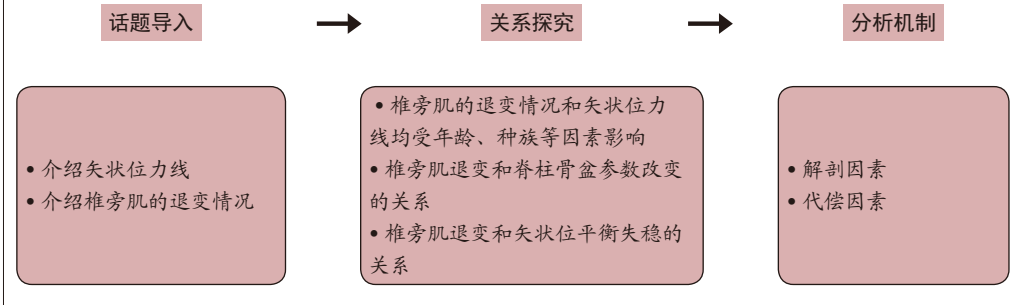 话题导入
关系探究
分析机制
• 介绍矢状位力线
• 介绍椎旁肌的退变情况
• 椎旁肌的退变情况和矢状位力
线均受年龄、种族等因素影响
• 椎旁肌退变和脊柱骨盆参数改变
的关系
• 椎旁肌退变和矢状位平衡失稳的
关系
• 解剖因素
• 代偿因素